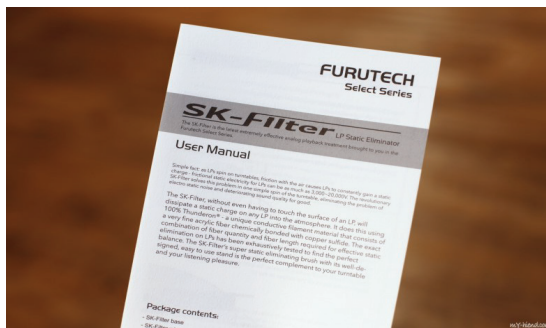 FURUTECH
Select Series
SK-Filter LP Static Eliminator
The SK-Filter is the latest extremely effective analog playback treatment brought to you in the
Furutech Select Series.
User Manual
Simple fact: as LPs spin on turntables, friction with the air causes LPs to constantly gain a static
charge - frictional static electricity for LPs can be as much as 3,000-20,000V. The revolutionary
SK-Filter solves this problem in one simple spin of the turntable, eliminating the problem of
electro static noise and deteriorating sound quality for good.
The SK-Filter, without even having to touch the surface of an LP, will
dissipate a static charge on any LP into the atmosphere. It does this using
100% Thunderon® - a unique conductive filament material that consists of
a very fine acrylic fiber chemically bonded with copper sulfide. The exact
combination of fiber quantity and fiber length required for effective static
elimination on LPs has been exhaustively tested to find the perfect
balance. The SK-Filter's super static eliminating brush with its well-de-
signed, easy to use stand is the perfect complement to your turntable
and your listening pleasure.
Package contents:
- SK-Filter base
- SK-Filter
mY-hiend.com